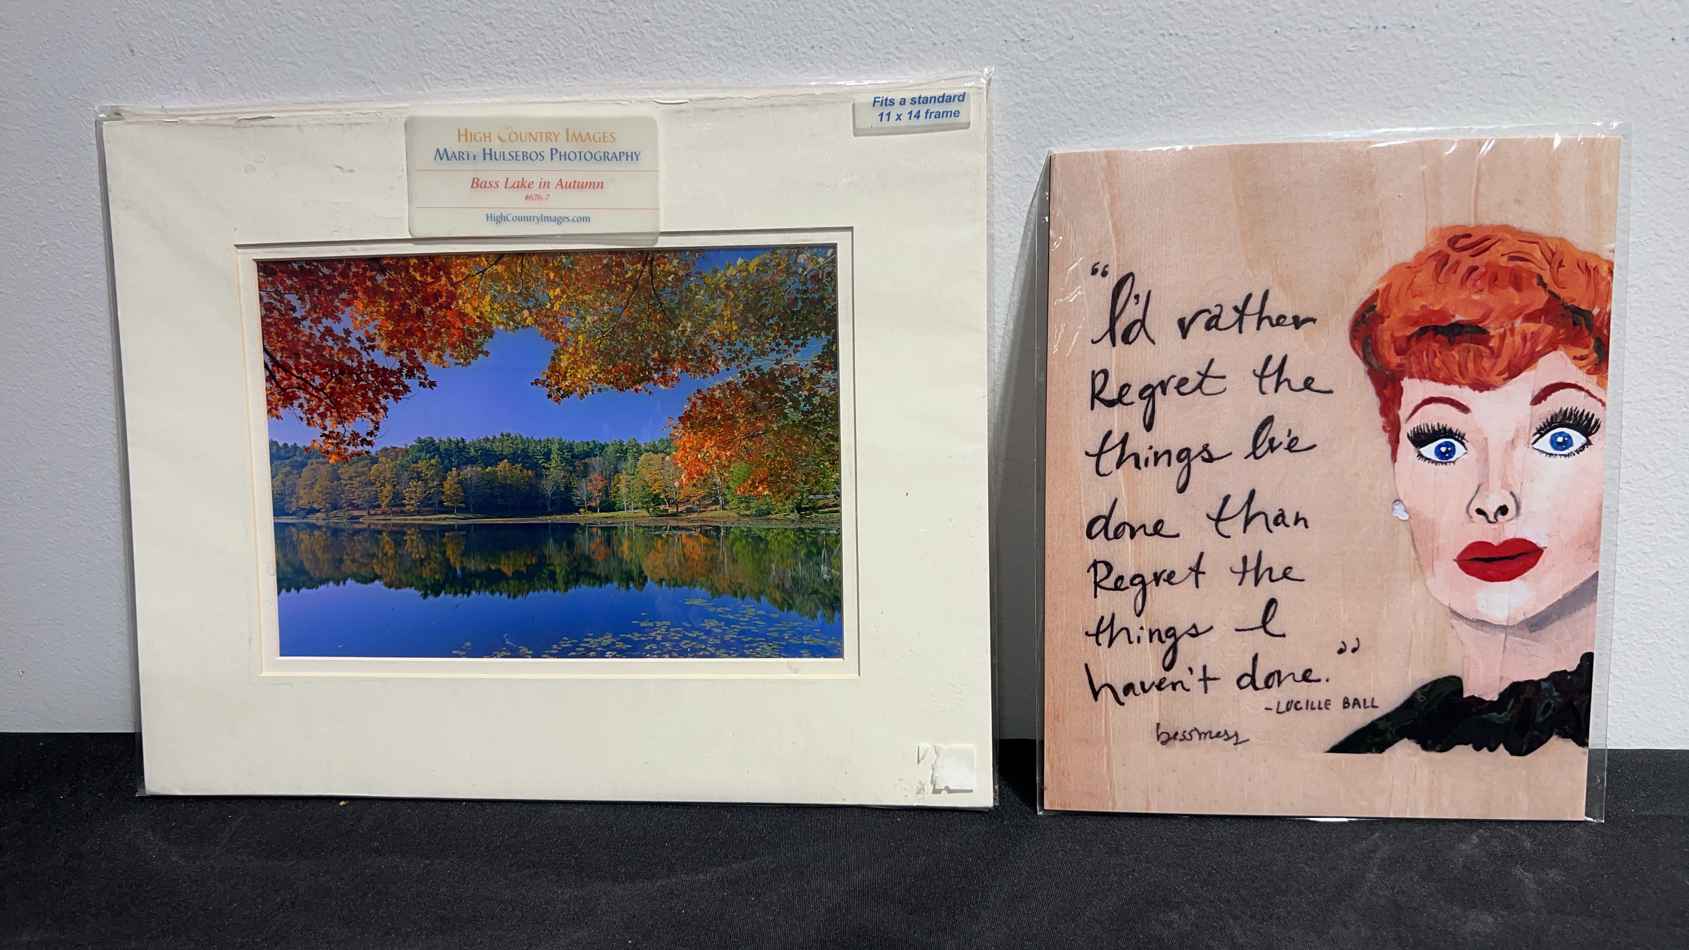 HIGH COUNTRY IMAGES
MARTY HULSEBOS PHOTOGRAPHY
Bass Lake in Autumn
HighCountryImages.com
Fits a standard
11 x 14 frame
"I'd rather
Regret the
things I've
done than
Regret the
things I
haven't done."
-LUCILLE BALL
bessmess